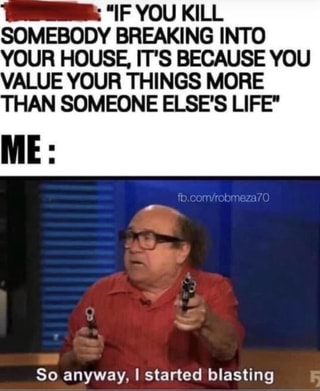 : "IF YOU KILL
SOMEBODY BREAKING INTO
YOUR HOUSE, IT'S BECAUSE YOU
VALUE YOUR THINGS MORE
THAN SOMEONE ELSE'S LIFE"
ME:
fb.com/robmeza70
So anyway, I started blasting